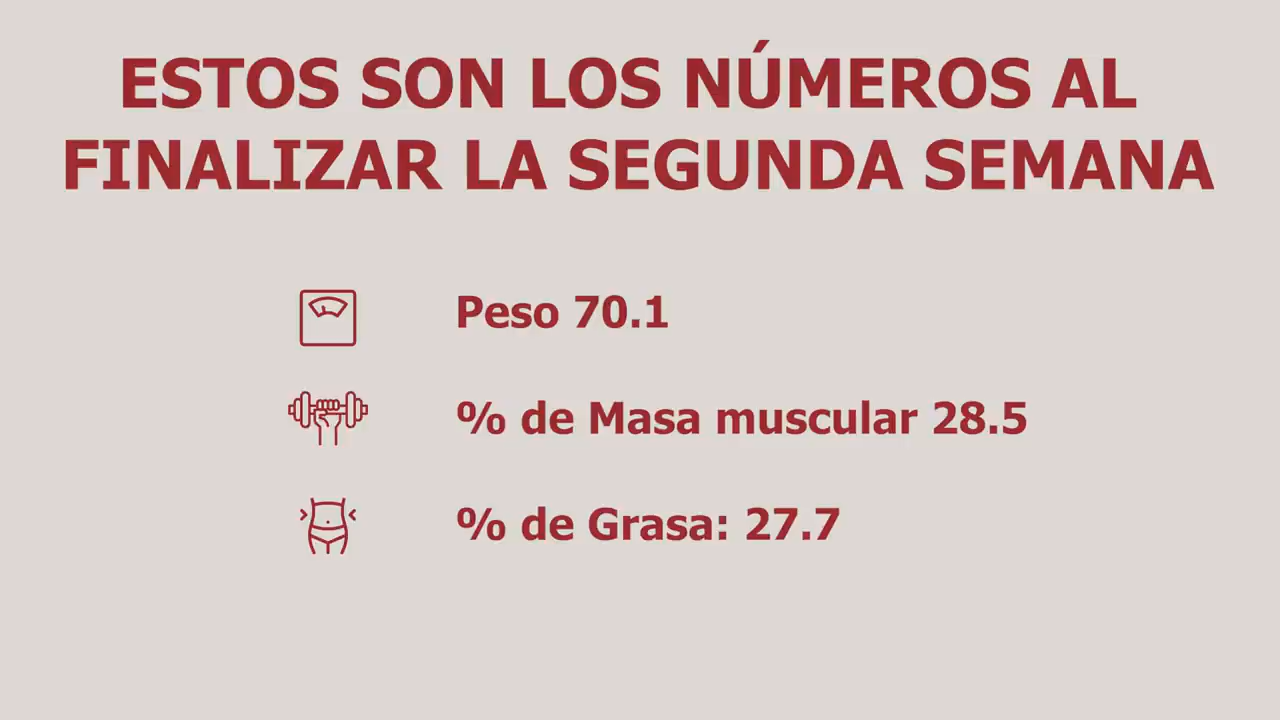 ESTOS SON LOS NÚMEROS AL
FINALIZAR LA SEGUNDA SEMANA
Peso 70.1
% de Masa muscular 28.5
% de Grasa: 27.7